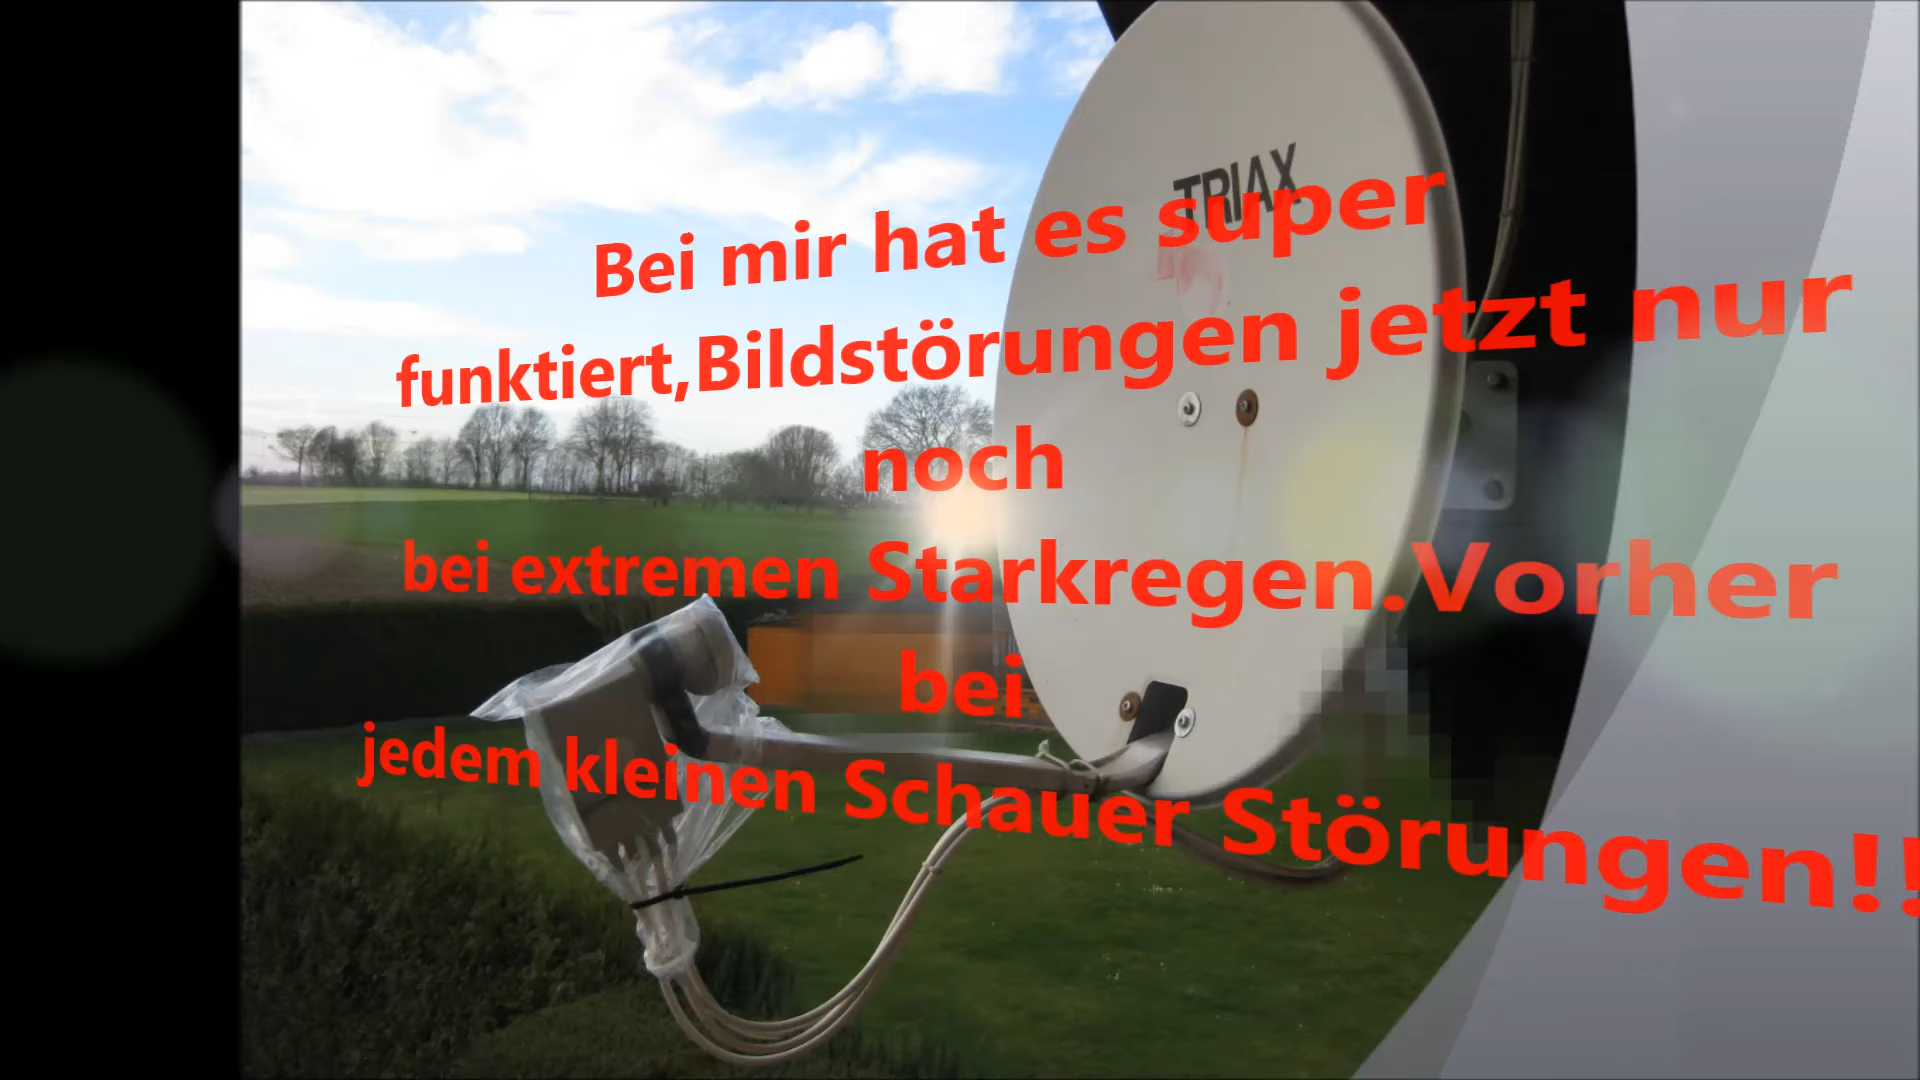 TRIAX
Bei mir hat es super
funktiert,Bildstörungen jetzt nur
noch
bei extremen Starkregen.Vorher
bei
jedem kleinen Schauer Störungen!!